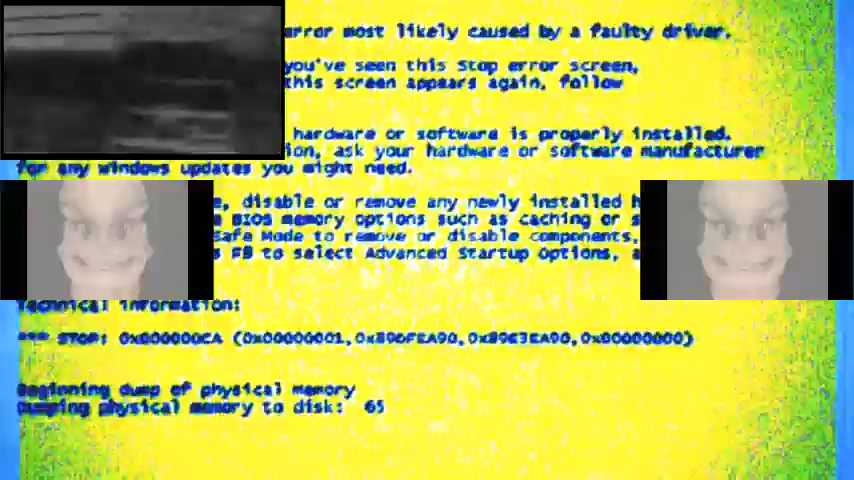 error most likely caused by a faulty driver.
you've seen this Stop error screen,
this screen appears again, follow
hardware or software is properly installed.
ion, ask your hardware or software manufacturer
for any windows updates you might need.
e, disable or remove any newly installed h
BIOS memory options such as caching or s
Safe Mode to remove or disable components,
s F8 to select Advanced Startup Options, a
Technical information:
*** STOP: (0x00000001, 0x00000000)
Beginning dump of physical memory
Dumping physical memory to disk: 65